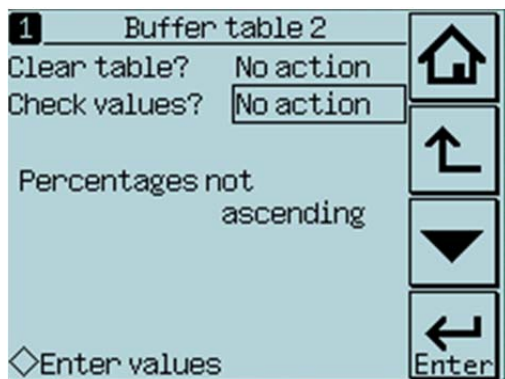 1 Buffer table 2
Clear table? No action
Check values? No action
Percentages not
ascending
◇Enter values
Enter